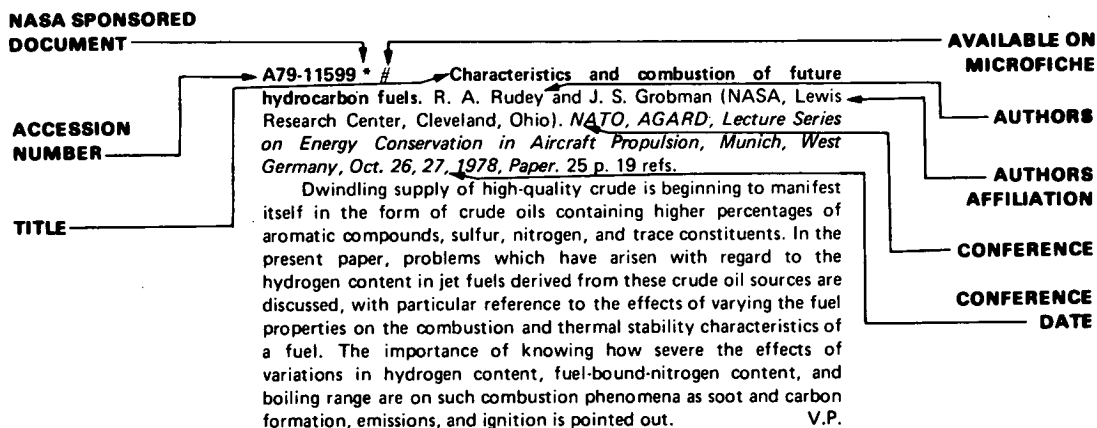 NASA SPONSORED
DOCUMENT
AVAILABLE ON
MICROFICHE
ACCESSION
NUMBER
TITLE
AUTHORS
AUTHORS
AFFILIATION
CONFERENCE
CONFERENCE
DATE
A79-11599 * # Characteristics and combustion of future
hydrocarbon fuels. R. A. Rudey and J. S. Grobman (NASA, Lewis
Research Center, Cleveland, Ohio). NATO, AGARD, Lecture Series
on Energy Conservation in Aircraft Propulsion, Munich, West
Germany, Oct. 26, 27, 1978, Paper. 25 p. 19 refs.
Dwindling supply of high-quality crude is beginning to manifest
itself in the form of crude oils containing higher percentages of
aromatic compounds, sulfur, nitrogen, and trace constituents. In the
present paper, problems which have arisen with regard to the
hydrogen content in jet fuels derived from these crude oil sources are
discussed, with particular reference to the effects of varying the fuel
properties on the combustion and thermal stability characteristics of
a fuel. The importance of knowing how severe the effects of
variations in hydrogen content, fuel-bound-nitrogen content, and
boiling range are on such combustion phenomena as soot and carbon
formation, emissions, and ignition is pointed out. V.P.